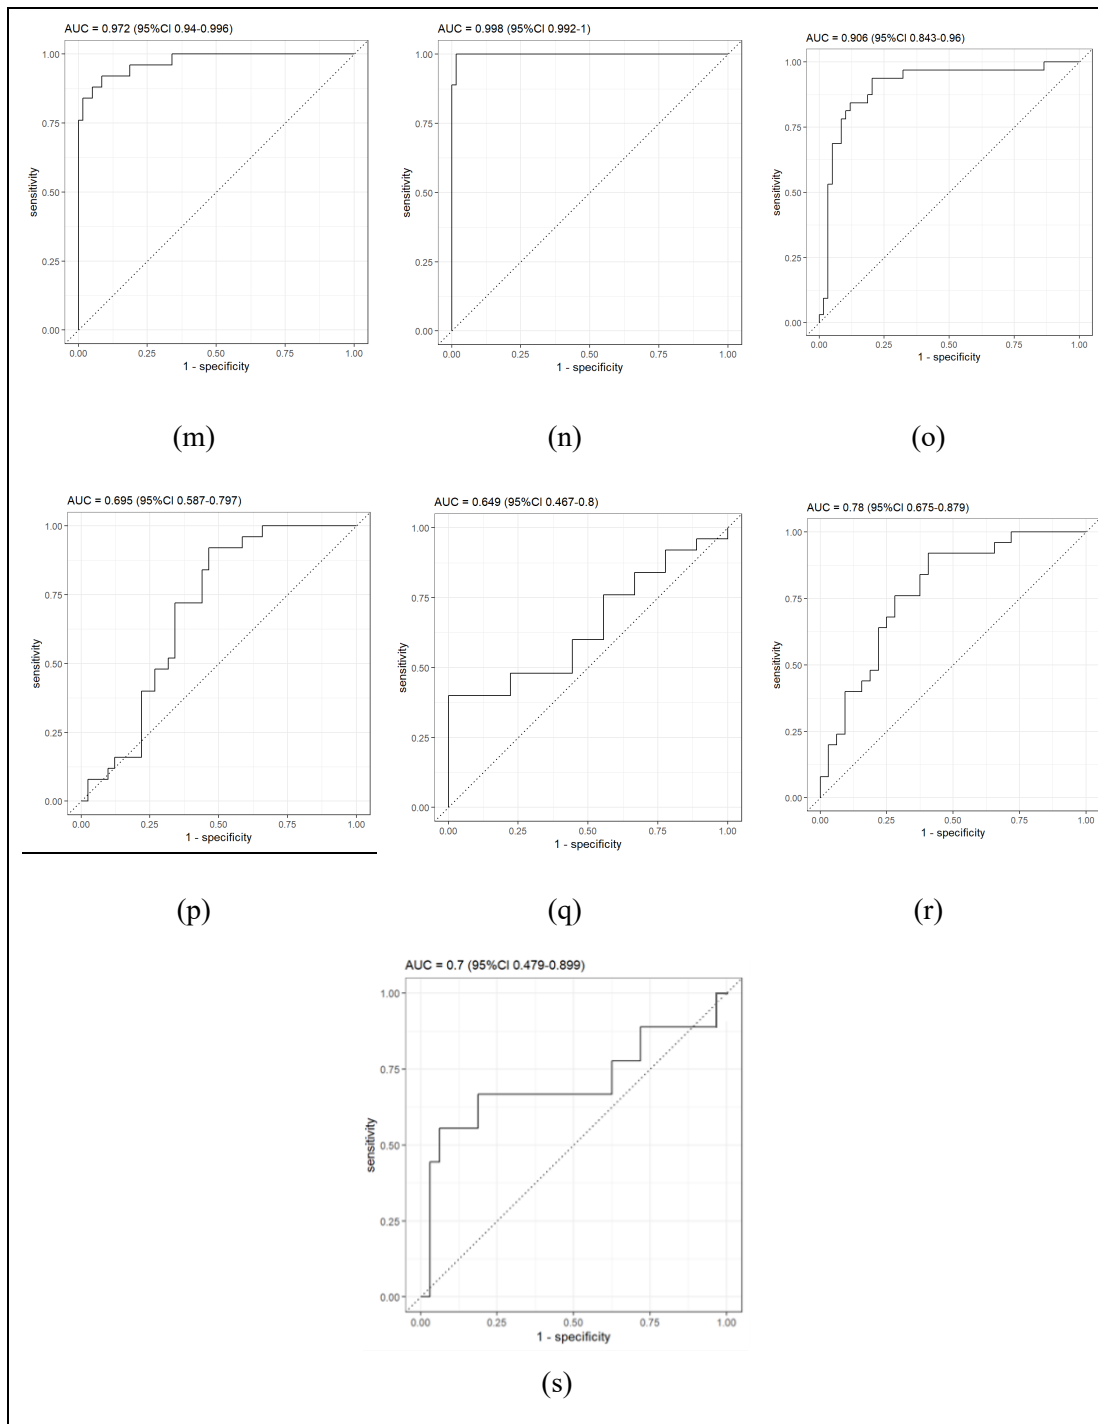 AUC = 0.972 (95%CI 0.94-0.996)
1.00
0.75
0.50
0.25
0.00
sensitivity
0.00 0.25 0.50 0.75 1.00
1 - specificity
(m)
AUC = 0.998 (95%CI 0.992-1)
1.00
0.75
0.50
0.25
0.00
sensitivity
0.00 0.25 0.50 0.75 1.00
1 - specificity
(n)
AUC = 0.906 (95%CI 0.843-0.96)
1.00
0.75
0.50
0.25
0.00
sensitivity
0.00 0.25 0.50 0.75 1.00
1 - specificity
(o)
AUC = 0.695 (95%CI 0.587-0.797)
1.00
0.75
0.50
0.25
0.00
sensitivity
0.00 0.25 0.50 0.75 1.00
1 - specificity
(p)
AUC = 0.649 (95%CI 0.467-0.8)
1.00
0.75
0.50
0.25
0.00
sensitivity
0.00 0.25 0.50 0.75 1.00
1 - specificity
(q)
AUC = 0.78 (95%CI 0.675-0.879)
1.00
0.75
0.50
0.25
0.00
sensitivity
0.00 0.25 0.50 0.75 1.00
1 - specificity
(r)
AUC = 0.7 (95%CI 0.479-0.899)
1.00
0.75
0.50
0.25
0.00
sensitivity
0.00 0.25 0.50 0.75 1.00
1 - specificity
(s)